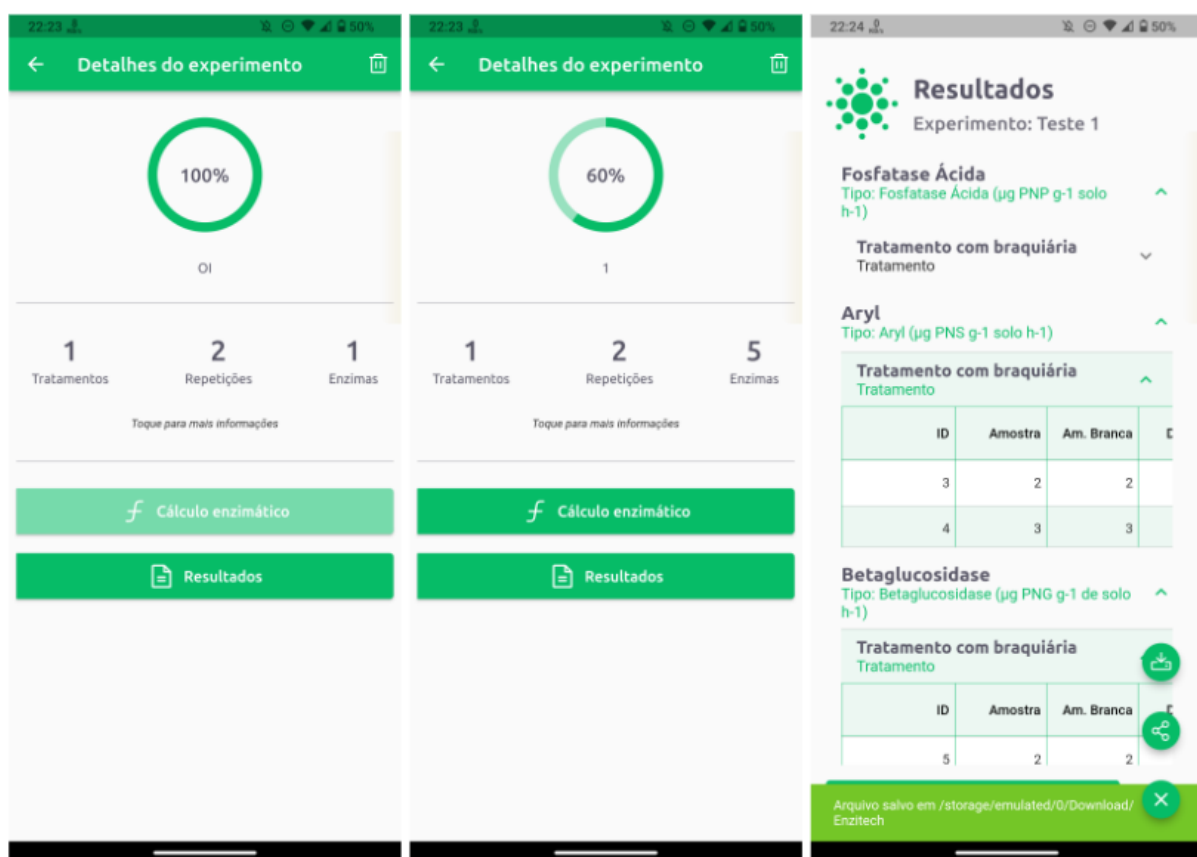 22:23
50%
Detalhes do experimento
100%
OI
1
2
1
Tratamentos
Repetições
Enzimas
Toque para mais informações
Cálculo enzimático
Resultados
22:23
50%
Detalhes do experimento
60%
1
1
2
5
Tratamentos
Repetições
Enzimas
Toque para mais informações
Cálculo enzimático
Resultados
22:24
50%
Resultados
Experimento: Teste 1
Fosfatase Ácida
Tipo: Fosfatase Ácida (µg PNP g-1 solo
h-1)
Tratamento com braquiária
Tratamento
Aryl
Tipo: Aryl (µg PNS g-1 solo h-1)
Tratamento com braquiária
Tratamento
ID Amostra Am. Branca
3 2 2
4 3 3
Betaglucosidase
Tipo: Betaglucosidase (µg PNG g-1 de solo
h-1)
Tratamento com braquiária
Tratamento
ID Amostra Am. Branca
5 2 2
Arquivo salvo em /storage/emulated/0/Download/
Enzitech